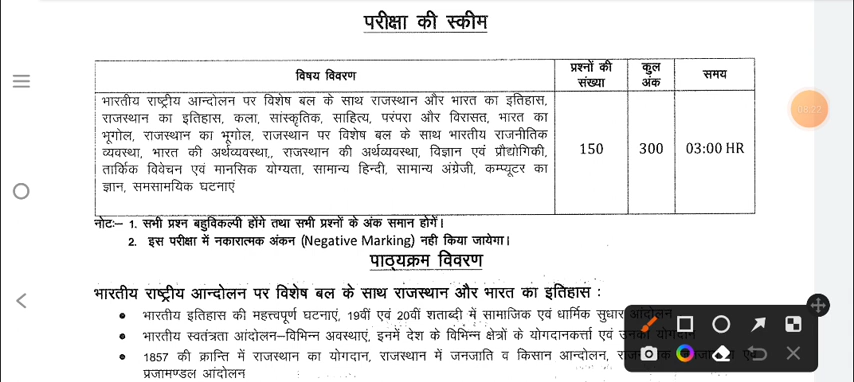 परीक्षा की स्कीम
विषय विवरण
प्रश्नों की संख्या
कुल अंक
समय
भारतीय राष्ट्रीय आन्दोलन पर विशेष बल के साथ राजस्थान और भारत का इतिहास,
राजस्थान का इतिहास, कला, सांस्कृतिक, साहित्य, परंपरा और विरासत, भारत का
भूगोल, राजस्थान का भूगोल, राजस्थान पर विशेष बल के साथ भारतीय राजनीतिक
व्यवस्था, भारत की अर्थव्यवस्था,, राजस्थान की अर्थव्यवस्था, विज्ञान एवं प्रौद्योगिकी,
तार्किक विवेचन एवं मानसिक योग्यता, सामान्य हिन्दी, सामान्य अंग्रेजी, कम्प्यूटर का
ज्ञान, समसामयिक घटनाएं
150
300
03:00 HR
नोटः– 1. सभी प्रश्न बहुविकल्पी होंगे तथा सभी प्रश्नों के अंक समान होगें।
2. इस परीक्षा में नकारात्मक अंकन (Negative Marking) नही किया जायेगा।
पाठ्यक्रम विवरण
भारतीय राष्ट्रीय आन्दोलन पर विशेष बल के साथ राजस्थान और भारत का इतिहास :
• भारतीय इतिहास की महत्त्वपूर्ण घटनाएं, 19वीं एवं 20वीं शताब्दी में सामाजिक एवं धार्मिक सुधार आंदोलन
• भारतीय स्वतंत्रता आंदोलन–विभिन्न अवस्थाएं, इनमें देश के विभिन्न क्षेत्रों के योगदानकर्त्ता एवं उनका योगदान
• 1857 की क्रान्ति में राजस्थान का योगदान, राजस्थान में जनजाति व किसान आन्दोलन, एवं
प्रजामण्डल आंदोलन